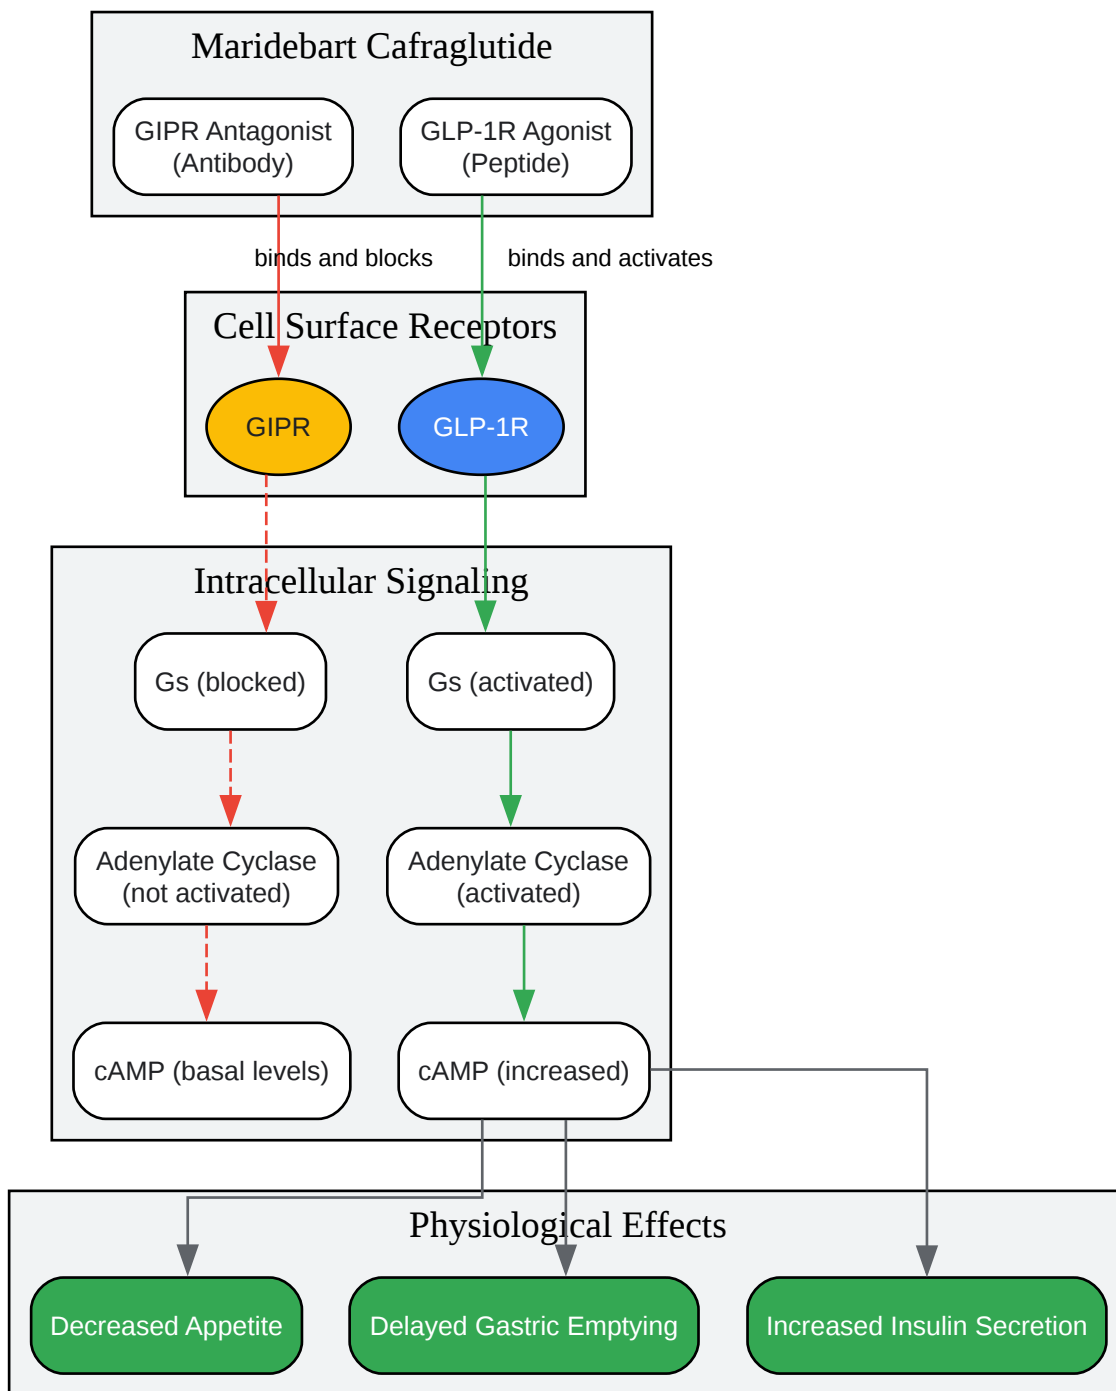 Maridebart Cafraglutide
GIPR Antagonist
(Antibody)
GLP-1R Agonist
(Peptide)
binds and blocks
binds and activates
Cell Surface Receptors
GIPR
GLP-1R
Intracellular Signaling
Gs (blocked)
Gs (activated)
Adenylate Cyclase
(not activated)
Adenylate Cyclase
(activated)
cAMP (basal levels)
cAMP (increased)
Physiological Effects
Decreased Appetite
Delayed Gastric Emptying
Increased Insulin Secretion